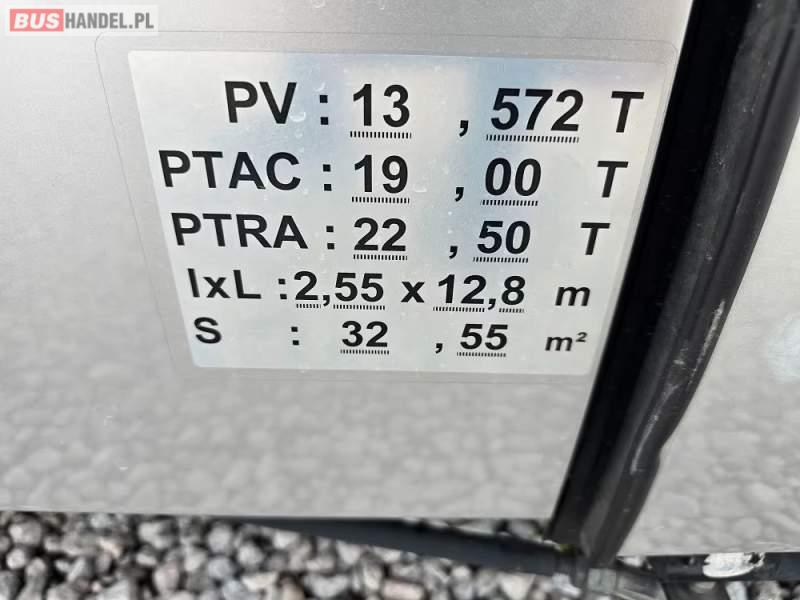 BUSHANDEL.PL
PV : 13 , 572 T
PTAC : 19 , 00 T
PTRA : 22 , 50 T
lxL : 2,55 x 12,8 m
S : 32 , 55 m²